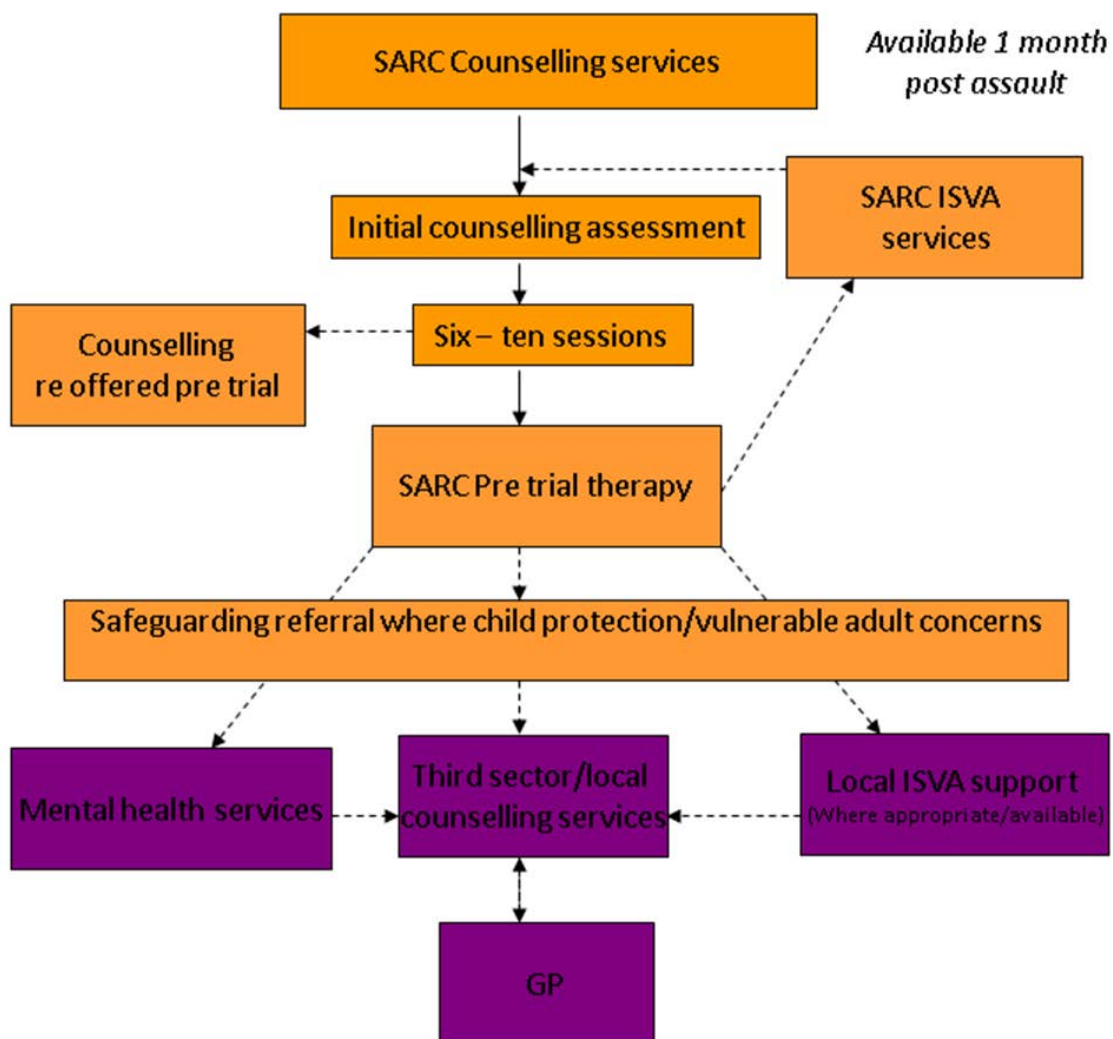 SARC Counselling services
Available 1 month
post assault
SARC ISVA
services
Initial counselling assessment
Six – ten sessions
Counselling
re offered pre trial
SARC Pre trial therapy
Safeguarding referral where child protection/vulnerable adult concerns
Mental health services
Third sector/local
counselling services
Local ISVA support
(Where appropriate/available)
GP